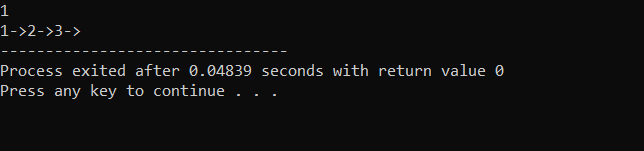 1
1->2->3->
--------------------------------
Process exited after 0.04839 seconds with return value 0
Press any key to continue . . .